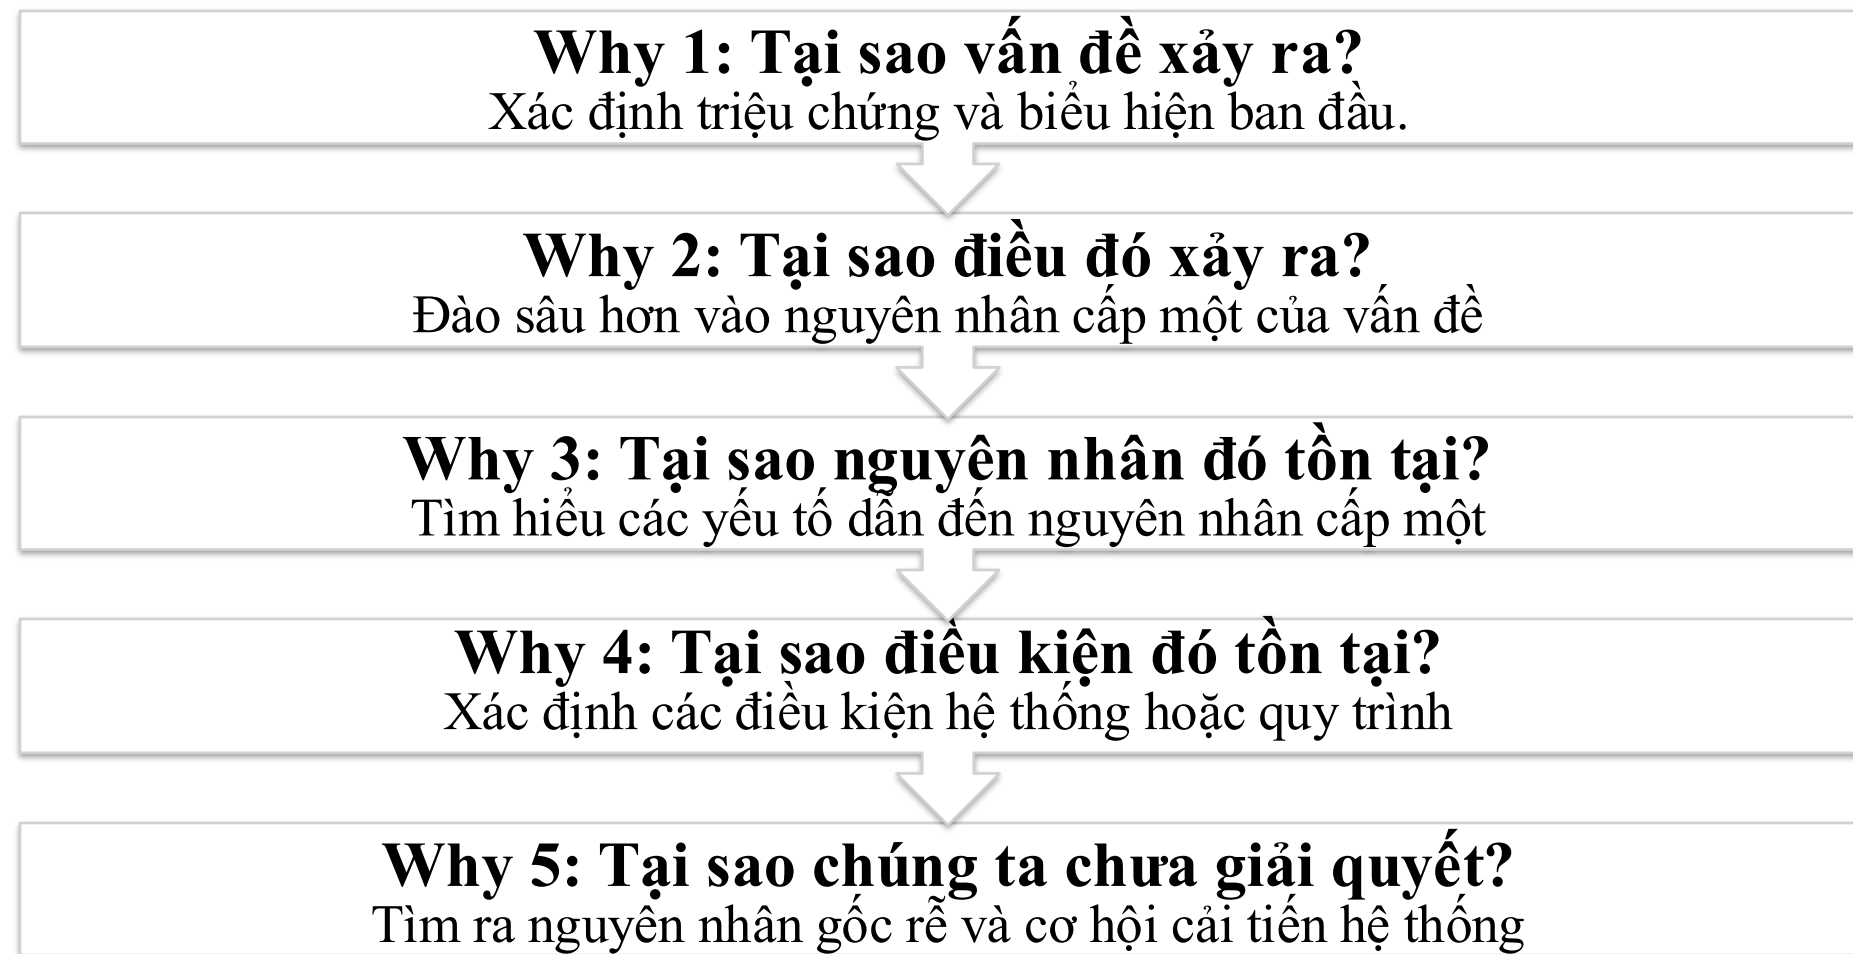 Why 1: Tại sao vấn đề xảy ra?
Xác định triệu chứng và biểu hiện ban đầu.
Why 2: Tại sao điều đó xảy ra?
Đào sâu hơn vào nguyên nhân cấp một của vấn đề
Why 3: Tại sao nguyên nhân đó tồn tại?
Tìm hiểu các yếu tố dẫn đến nguyên nhân cấp một
Why 4: Tại sao điều kiện đó tồn tại?
Xác định các điều kiện hệ thống hoặc quy trình
Why 5: Tại sao chúng ta chưa giải quyết?
Tìm ra nguyên nhân gốc rễ và cơ hội cải tiến hệ thống